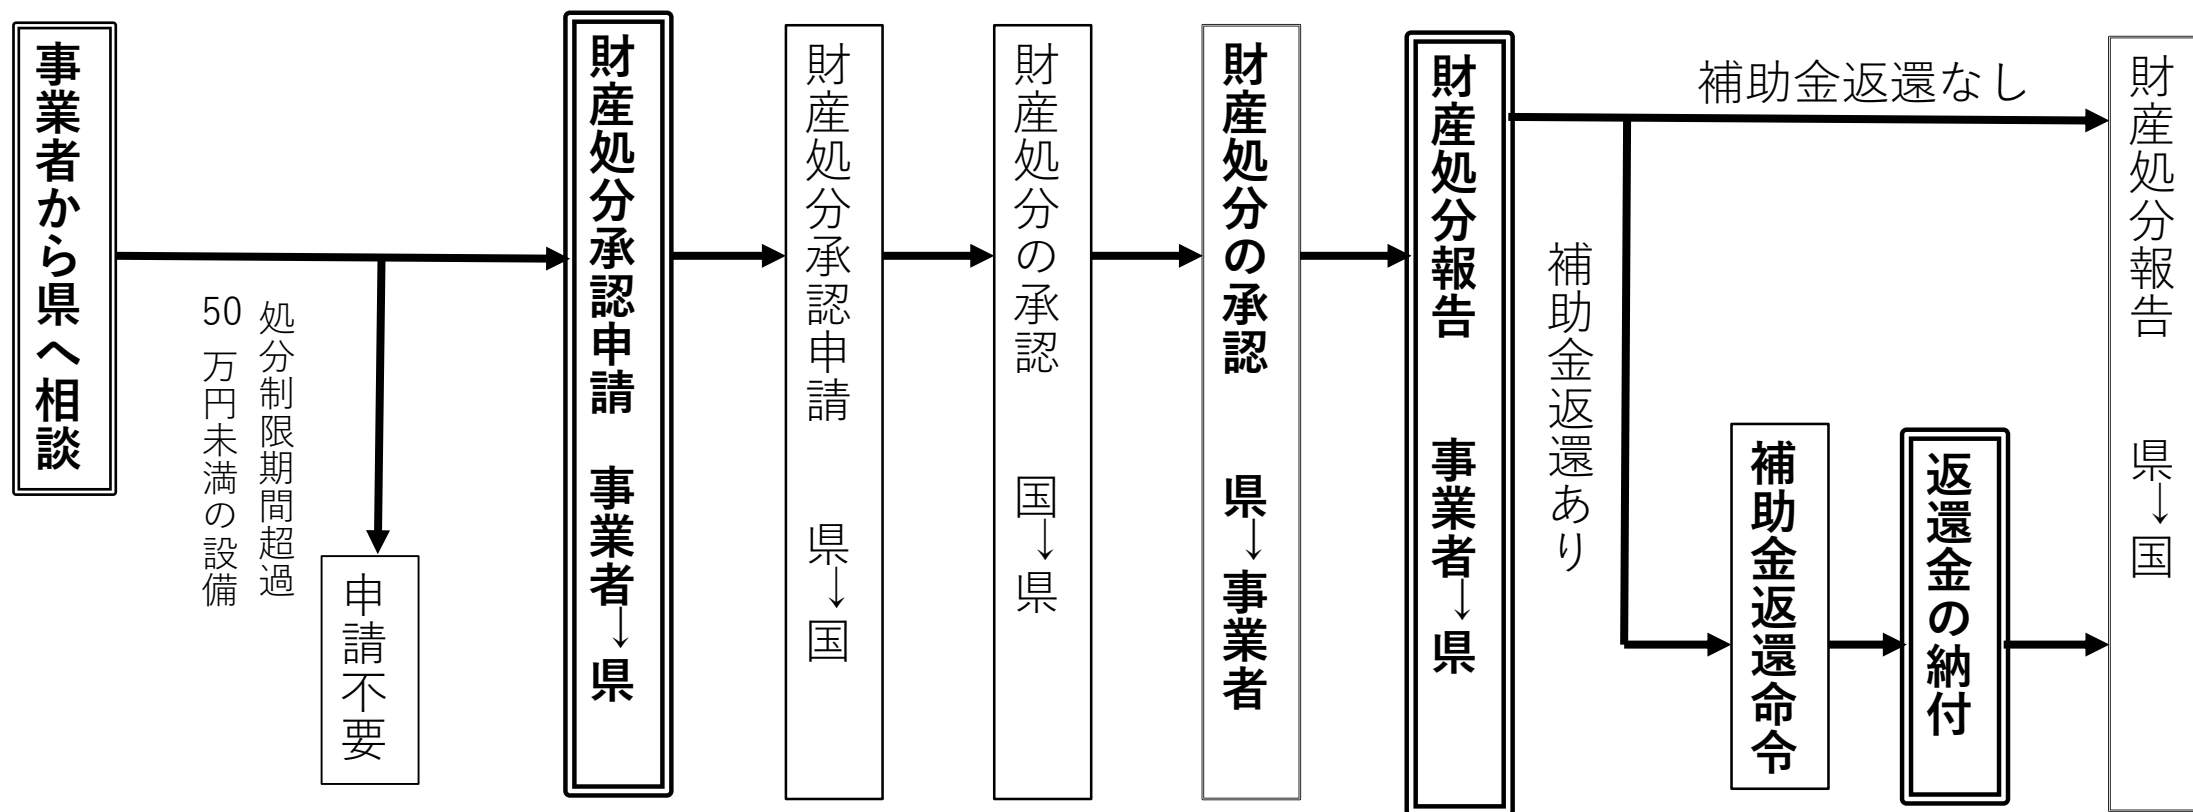 事業者から県へ相談
処分制限期間超過
50万円未満の設備
申請不要
財産処分承認申請　事業者→県
財産処分承認申請　県→国
財産処分の承認　国→県
財産処分の承認　県→事業者
財産処分報告　事業者→県
補助金返還なし
補助金返還あり
補助金返還命令
返還金の納付
財産処分報告　県→国